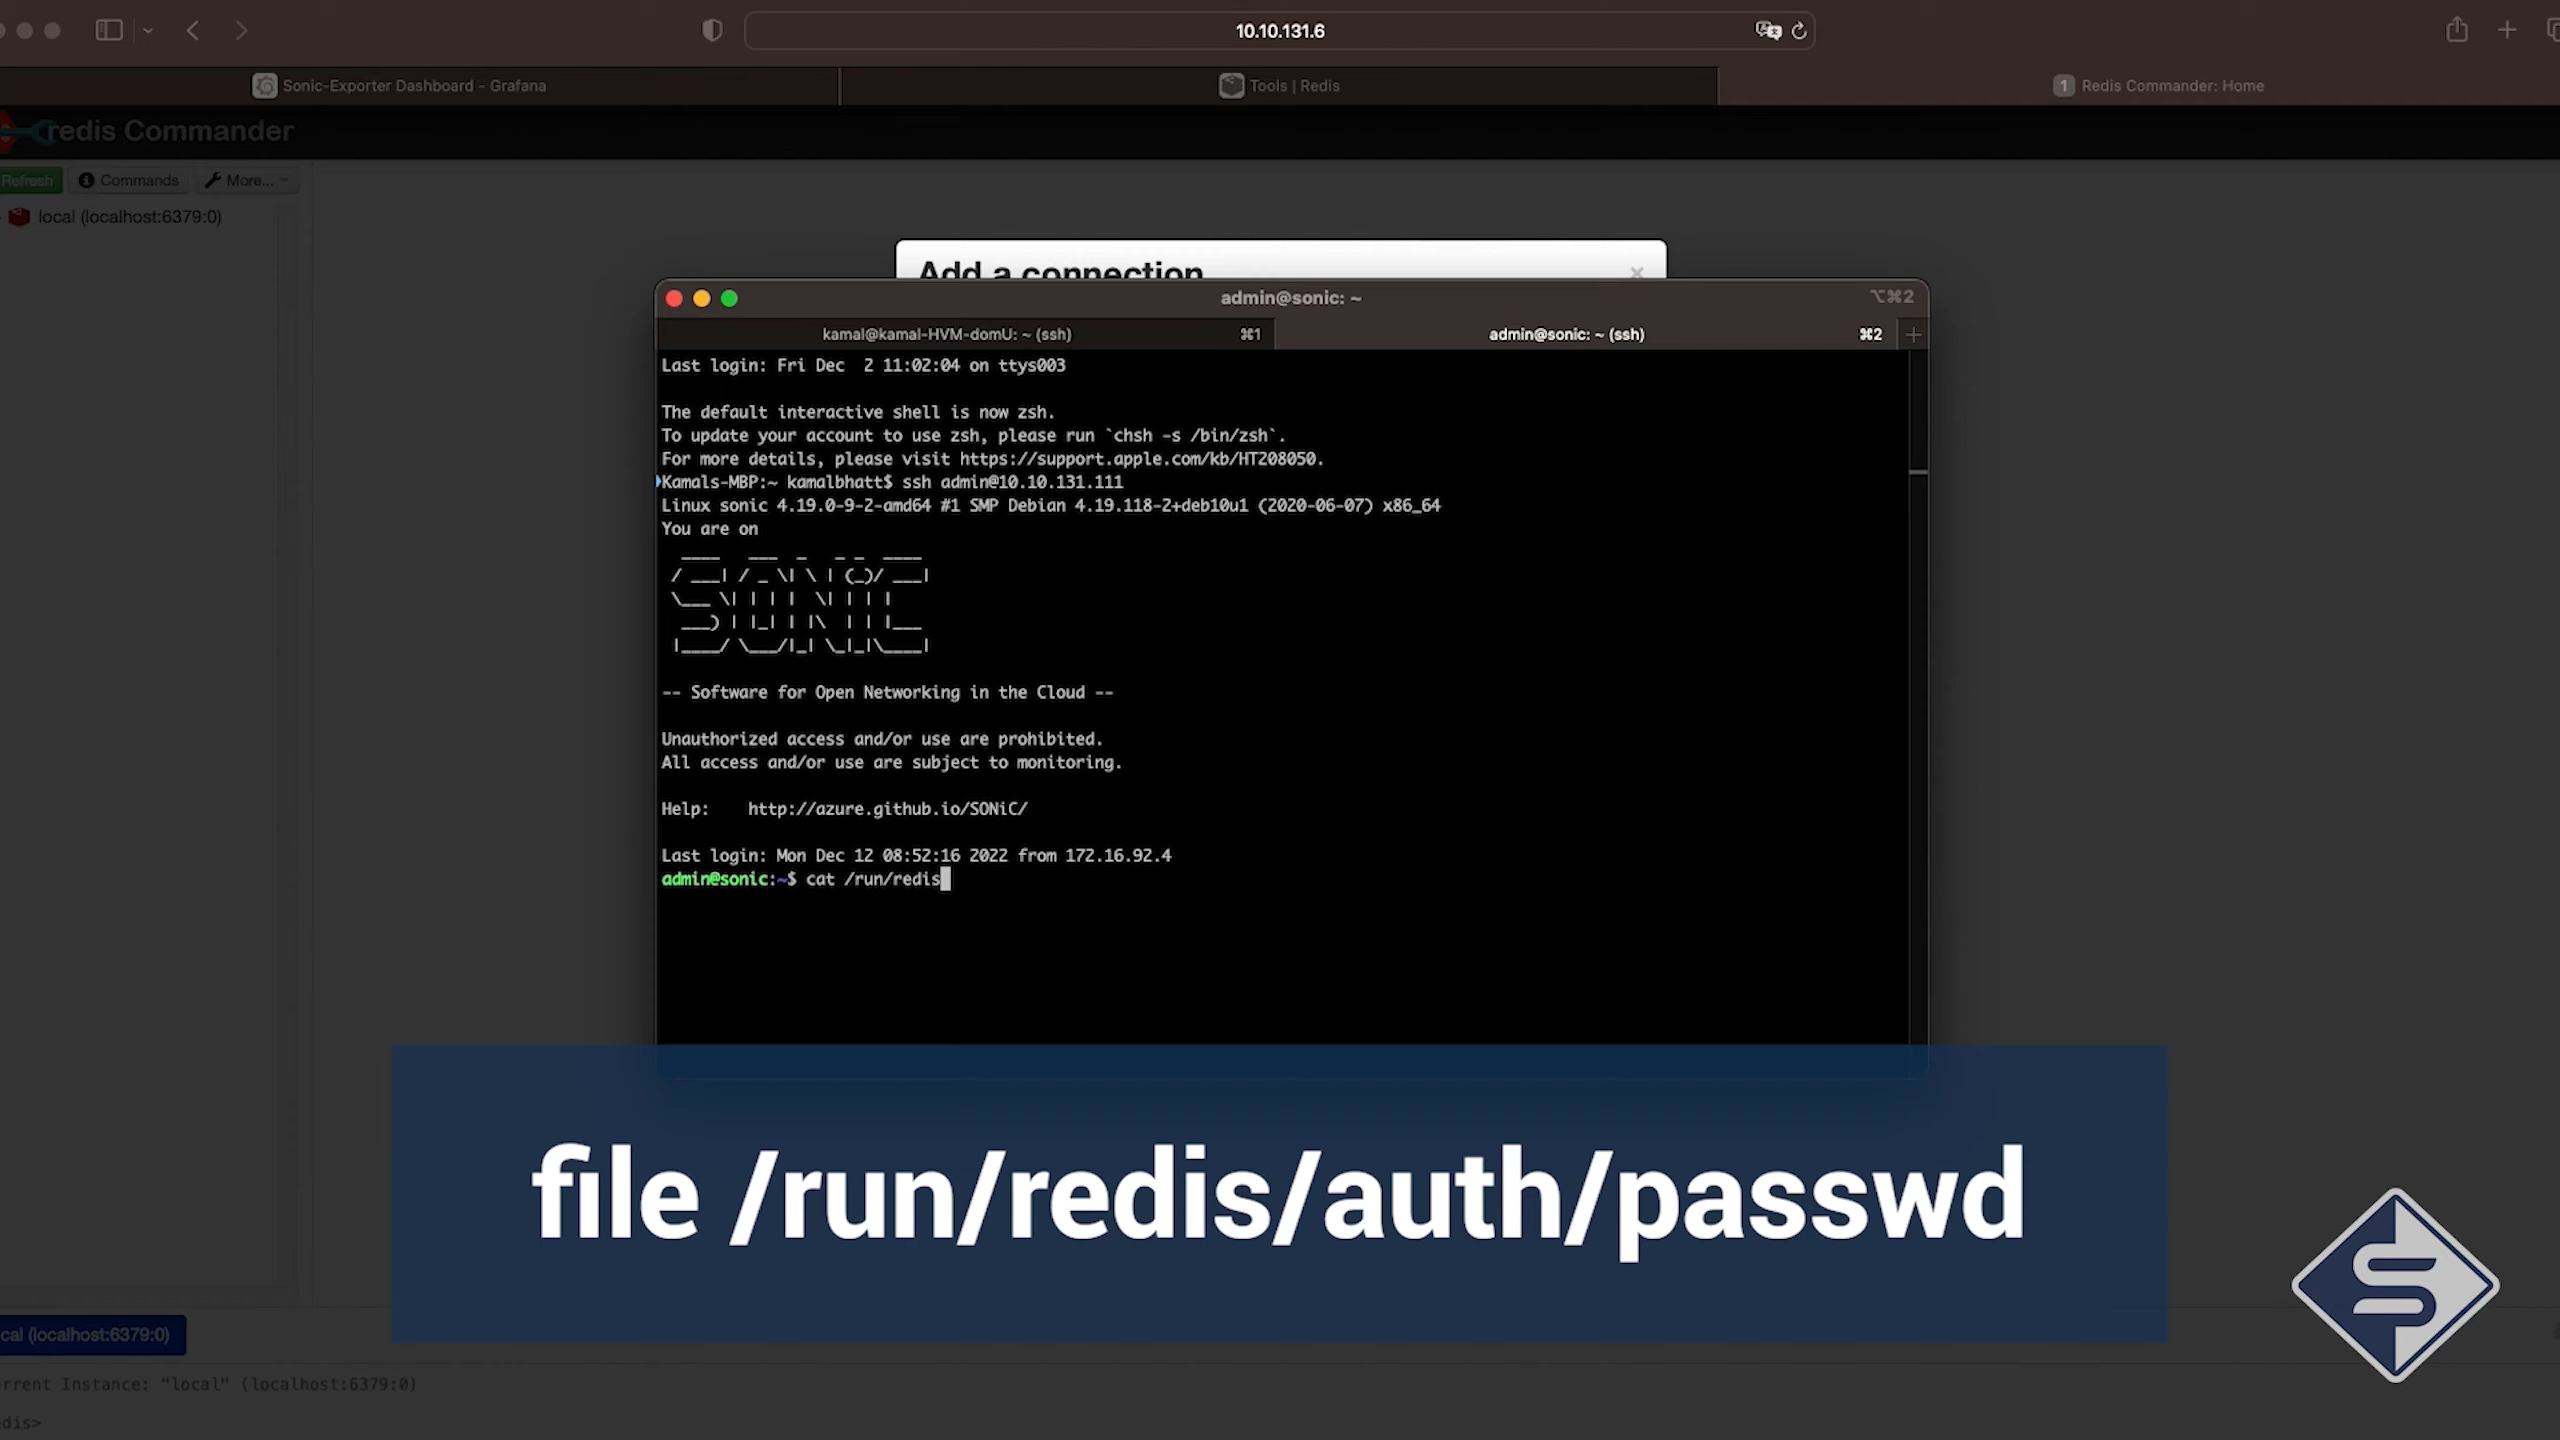 10.10.131.6
Sonic-Exporter Dashboard - Grafana
Tools | Redis
1 Redis Commander: Home
redis Commander
Refresh
Commands
More...
local (localhost:6379:0)
Add a connection
admin@sonic: ~
⌥⌘2
kamal@kamal-HVM-domU: ~ (ssh) ⌘1
admin@sonic: ~ (ssh) ⌘2
Last login: Fri Dec  2 11:02:04 on ttys003
The default interactive shell is now zsh.
To update your account to use zsh, please run `chsh -s /bin/zsh`.
For more details, please visit https://support.apple.com/kb/HT208050.
Kamals-MBP:~ kamalbhatt$ ssh admin@10.10.131.111
Linux sonic 4.19.0-9-2-amd64 #1 SMP Debian 4.19.118-2+deb10u1 (2020-06-07) x86_64
You are on
SONiC
-- Software for Open Networking in the Cloud --
Unauthorized access and/or use are prohibited.
All access and/or use are subject to monitoring.
Help:    http://azure.github.io/SONiC/
Last login: Mon Dec 12 08:52:16 2022 from 172.16.92.4
admin@sonic:~$ cat /run/redis
file /run/redis/auth/passwd
cal (localhost:6379:0)
rrent Instance: "local" (localhost:6379:0)
edis>